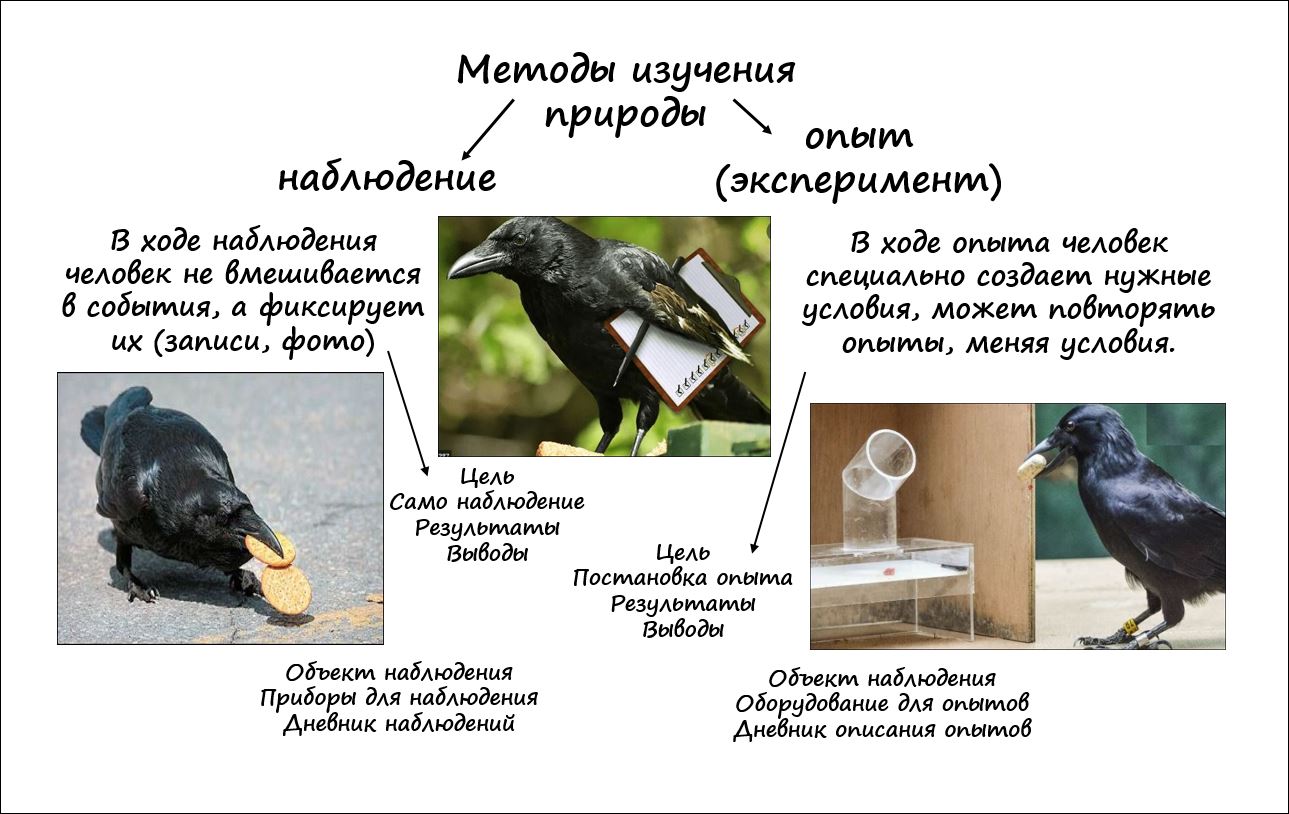 Методы изучения
природы
наблюдение
опыт
(эксперимент)
В ходе наблюдения
человек не вмешивается
в события, а фиксирует
их (записи, фото)
В ходе опыта человек
специально создает нужные
условия, может повторять
опыты, меняя условия.
Цель
Само наблюдение
Результаты
Выводы
Цель
Постановка опыта
Результаты
Выводы
Объект наблюдения
Приборы для наблюдения
Дневник наблюдений
Объект наблюдения
Оборудование для опытов
Дневник описания опытов